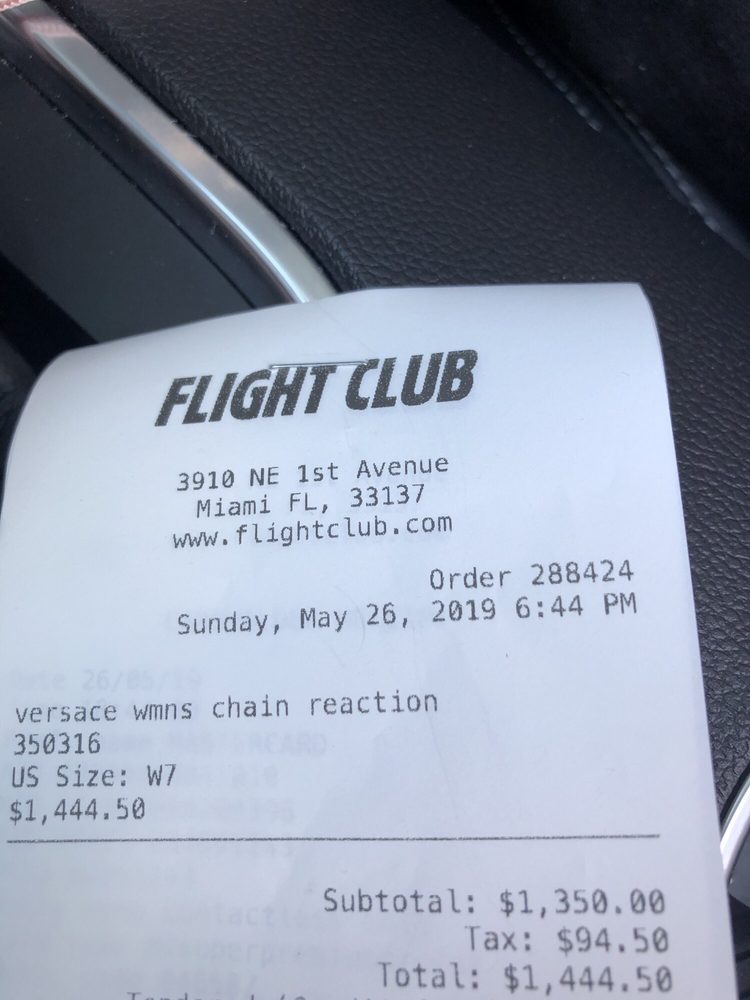 FLIGHT CLUB
3910 NE 1st Avenue
Miami FL, 33137
www.flightclub.com
Order 288424
Sunday, May 26, 2019 6:44 PM
versace wmns chain reaction
350316
US Size: W7
$1,444.50
Subtotal: $1,350.00
Tax: $94.50
Total: $1,444.50